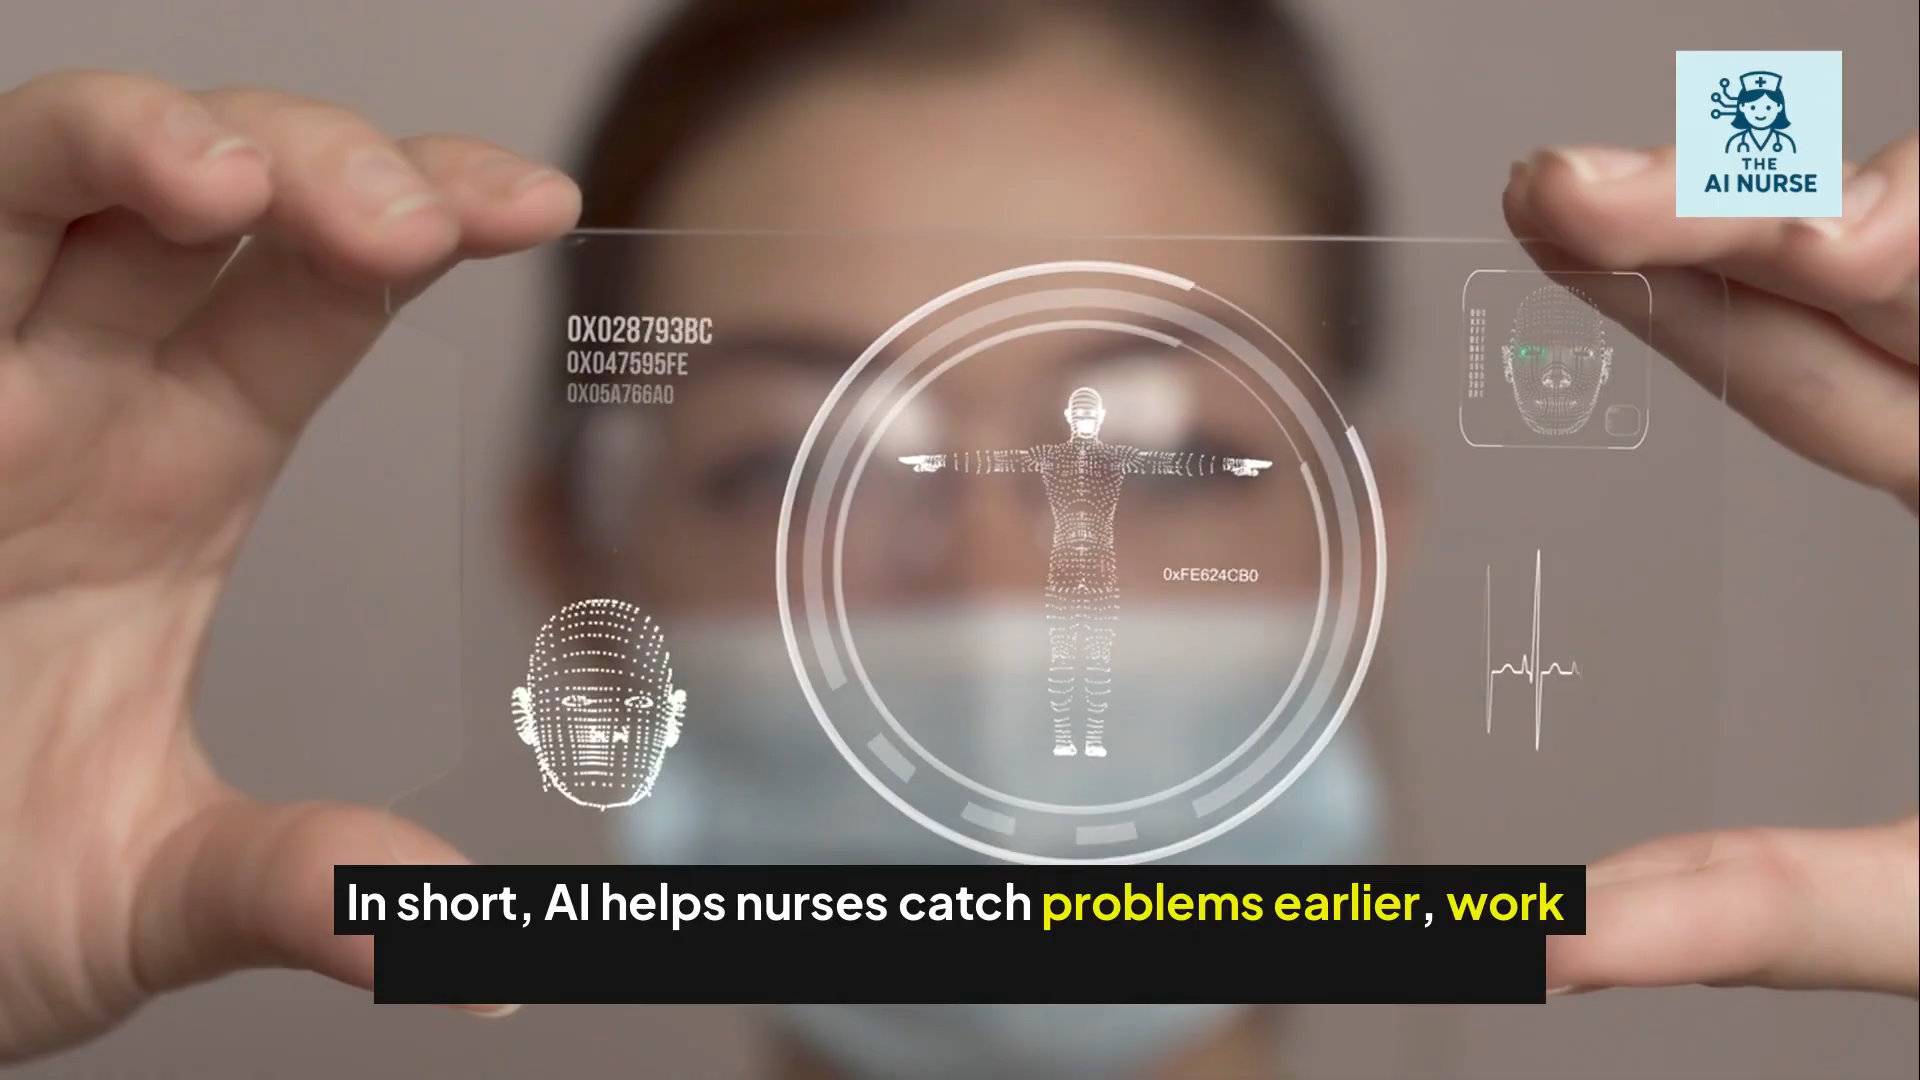 THE
AI NURSE
0X028793BC
0X047595FE
0X05A766A0
0xFE624CB0
In short, AI helps nurses catch problems earlier, work